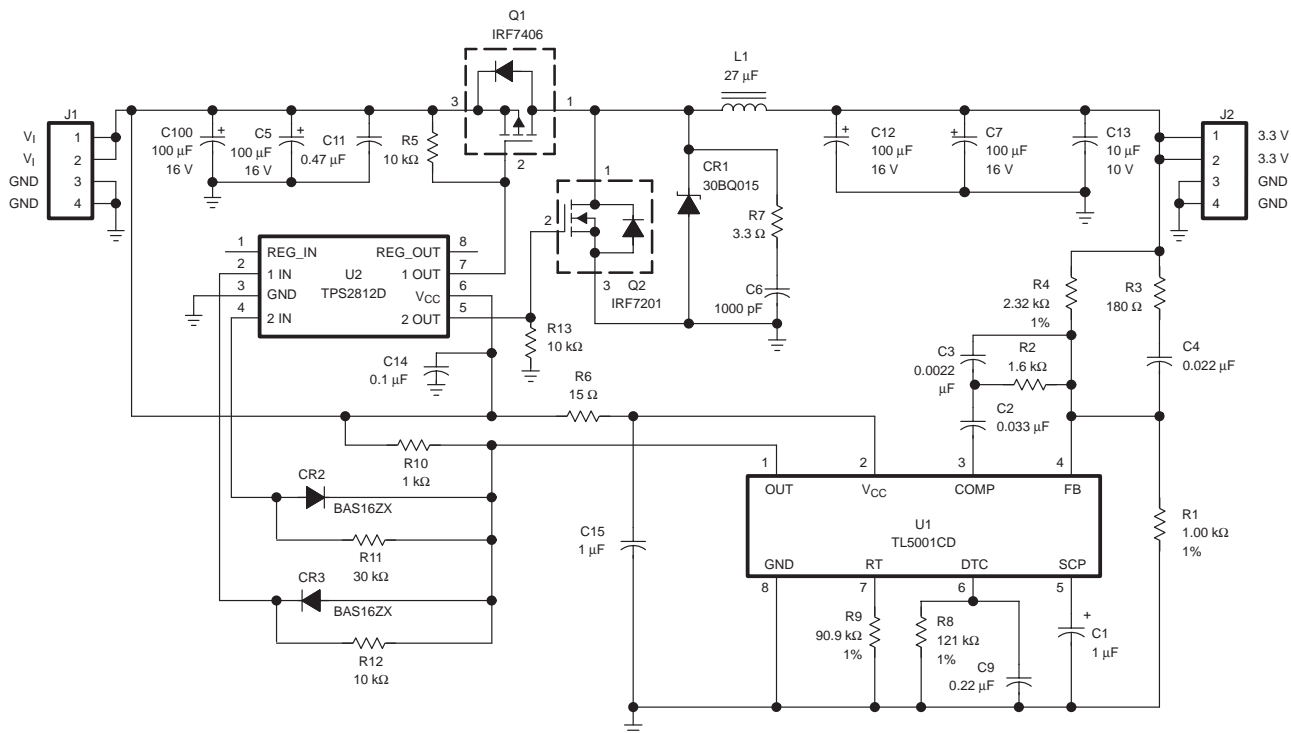 Q1
IRF7406
3
1
2
L1
27 μF
J1
VI
VI
GND
GND
1
2
3
4
C100
100 μF
16 V
+
C5
100 μF
16 V
+
C11
0.47 μF
R5
10 kΩ
1
2
3
Q2
IRF7201
CR1
30BQ015
R7
3.3 Ω
C6
1000 pF
+
C12
100 μF
16 V
+
C7
100 μF
16 V
C13
10 μF
10 V
J2
1
2
3
4
3.3 V
3.3 V
GND
GND
1
2
3
4
REG_IN
1 IN
GND
2 IN
U2
TPS2812D
REG_OUT
1 OUT
VCC
2 OUT
8
7
6
5
R13
10 kΩ
C14
0.1 μF
R4
2.32 kΩ
1%
R3
180 Ω
C3
0.0022
μF
R2
1.6 kΩ
C4
0.022 μF
C2
0.033 μF
R6
15 Ω
R10
1 kΩ
CR2
BAS16ZX
R11
30 kΩ
CR3
BAS16ZX
R12
10 kΩ
C15
1 μF
1
2
3
4
OUT
VCC
COMP
FB
U1
TL5001CD
GND
RT
DTC
SCP
8
7
6
5
R1
1.00 kΩ
1%
R9
90.9 kΩ
1%
R8
121 kΩ
1%
C9
0.22 μF
+
C1
1 μF